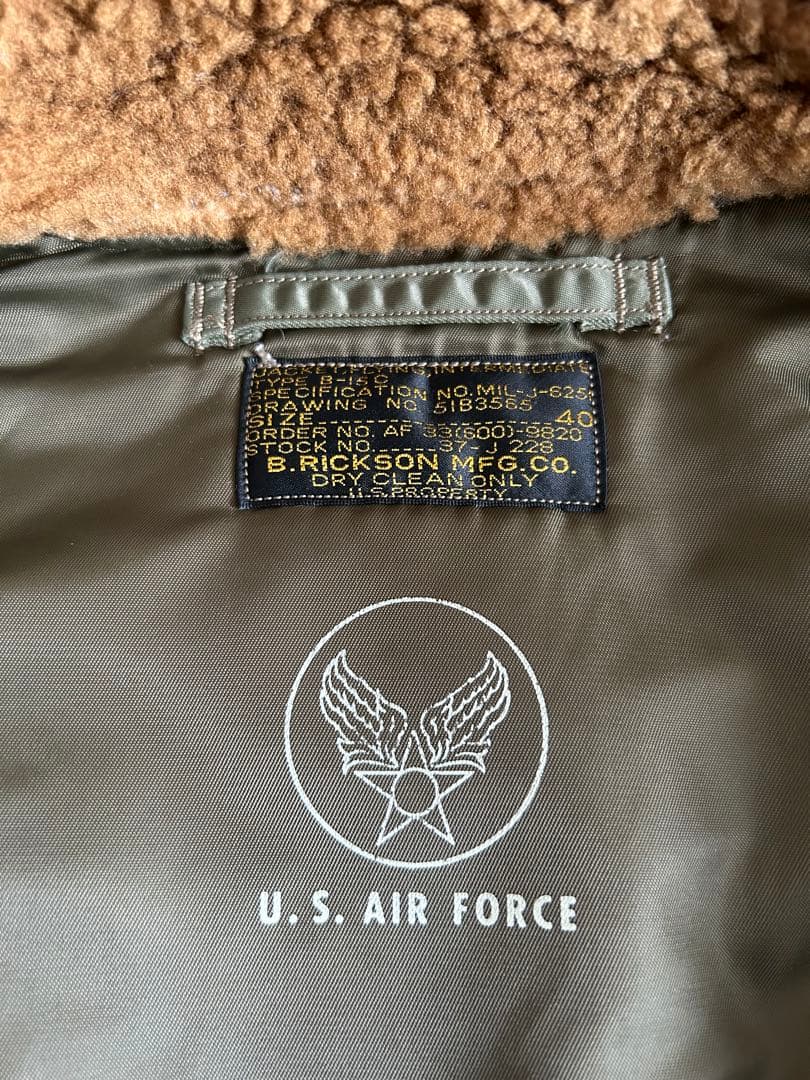 JACKET, FLYING, INTERMEDIATE
TYPE B-15C
SPECIFICATION NO. MIL-J-625
DRAWING NO. 51B3565
SIZE 40
ORDER NO. AF 33(600)-9820
STOCK NO. 37-J 228
B.RICKSON MFG.CO.
DRY CLEAN ONLY
U.S. PROPERTY
U.S. AIR FORCE